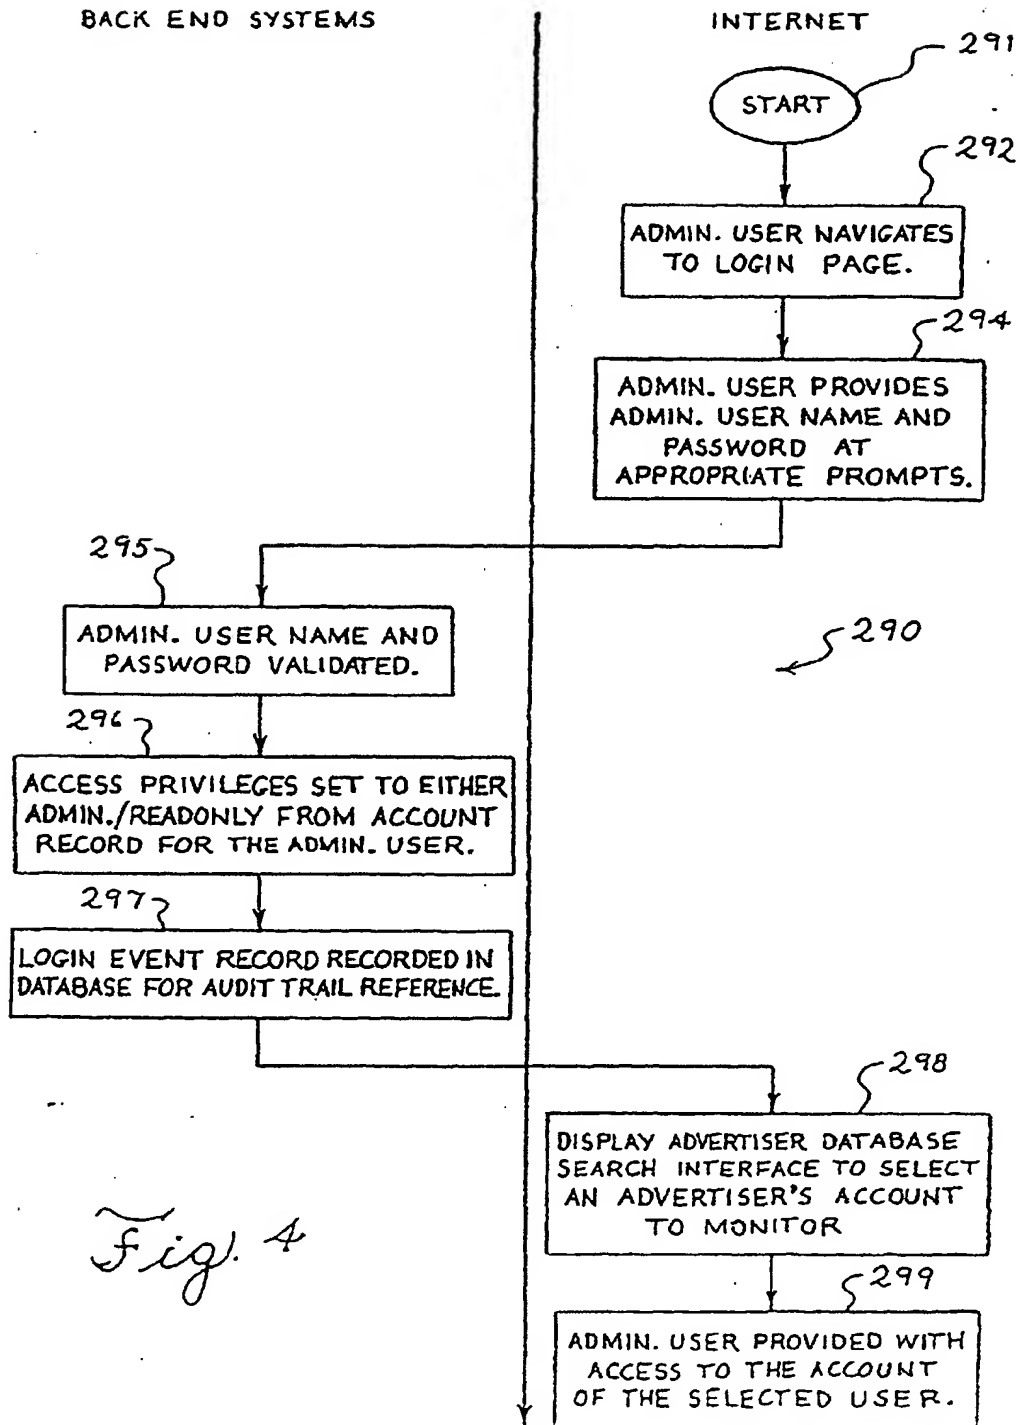 BACK END SYSTEMS
INTERNET
291
START
292
ADMIN. USER NAVIGATES
TO LOGIN PAGE.
294
ADMIN. USER PROVIDES
ADMIN. USER NAME AND
PASSWORD AT
APPROPRIATE PROMPTS.
295
ADMIN. USER NAME AND
PASSWORD VALIDATED.
290
296
ACCESS PRIVILEGES SET TO EITHER
ADMIN./READONLY FROM ACCOUNT
RECORD FOR THE ADMIN. USER.
297
LOGIN EVENT RECORD RECORDED IN
DATABASE FOR AUDIT TRAIL REFERENCE.
298
DISPLAY ADVERTISER DATABASE
SEARCH INTERFACE TO SELECT
AN ADVERTISER'S ACCOUNT
TO MONITOR
299
ADMIN. USER PROVIDED WITH
ACCESS TO THE ACCOUNT
OF THE SELECTED USER.
Fig. 4